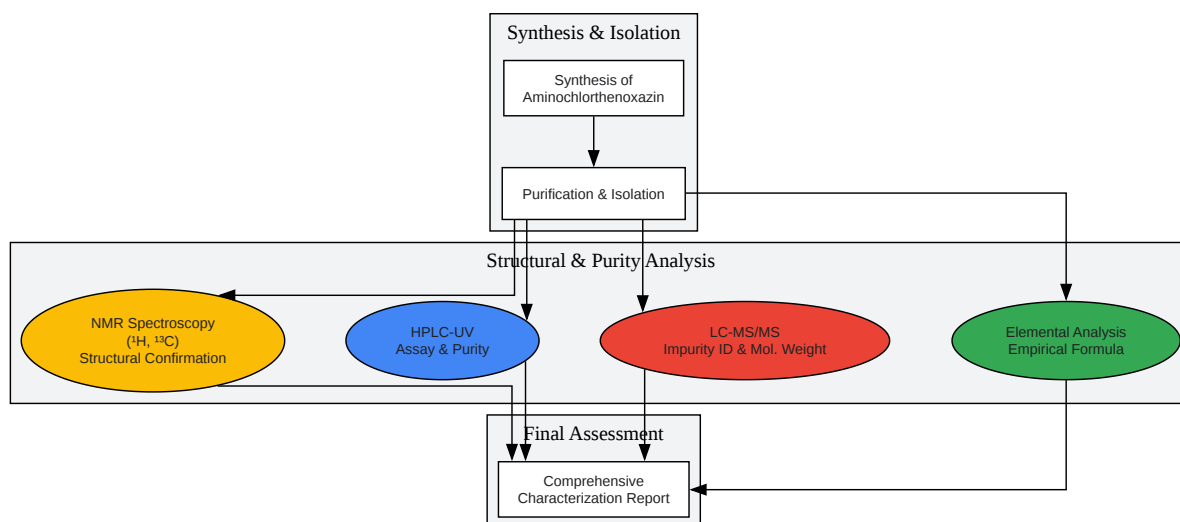 Synthesis & Isolation
Synthesis of
Aminochlorthenoxazin
Purification & Isolation
Structural & Purity Analysis
NMR Spectroscopy
(¹H, ¹³C)
Structural Confirmation
HPLC-UV
Assay & Purity
LC-MS/MS
Impurity ID & Mol. Weight
Elemental Analysis
Empirical Formula
Final Assessment
Comprehensive
Characterization Report